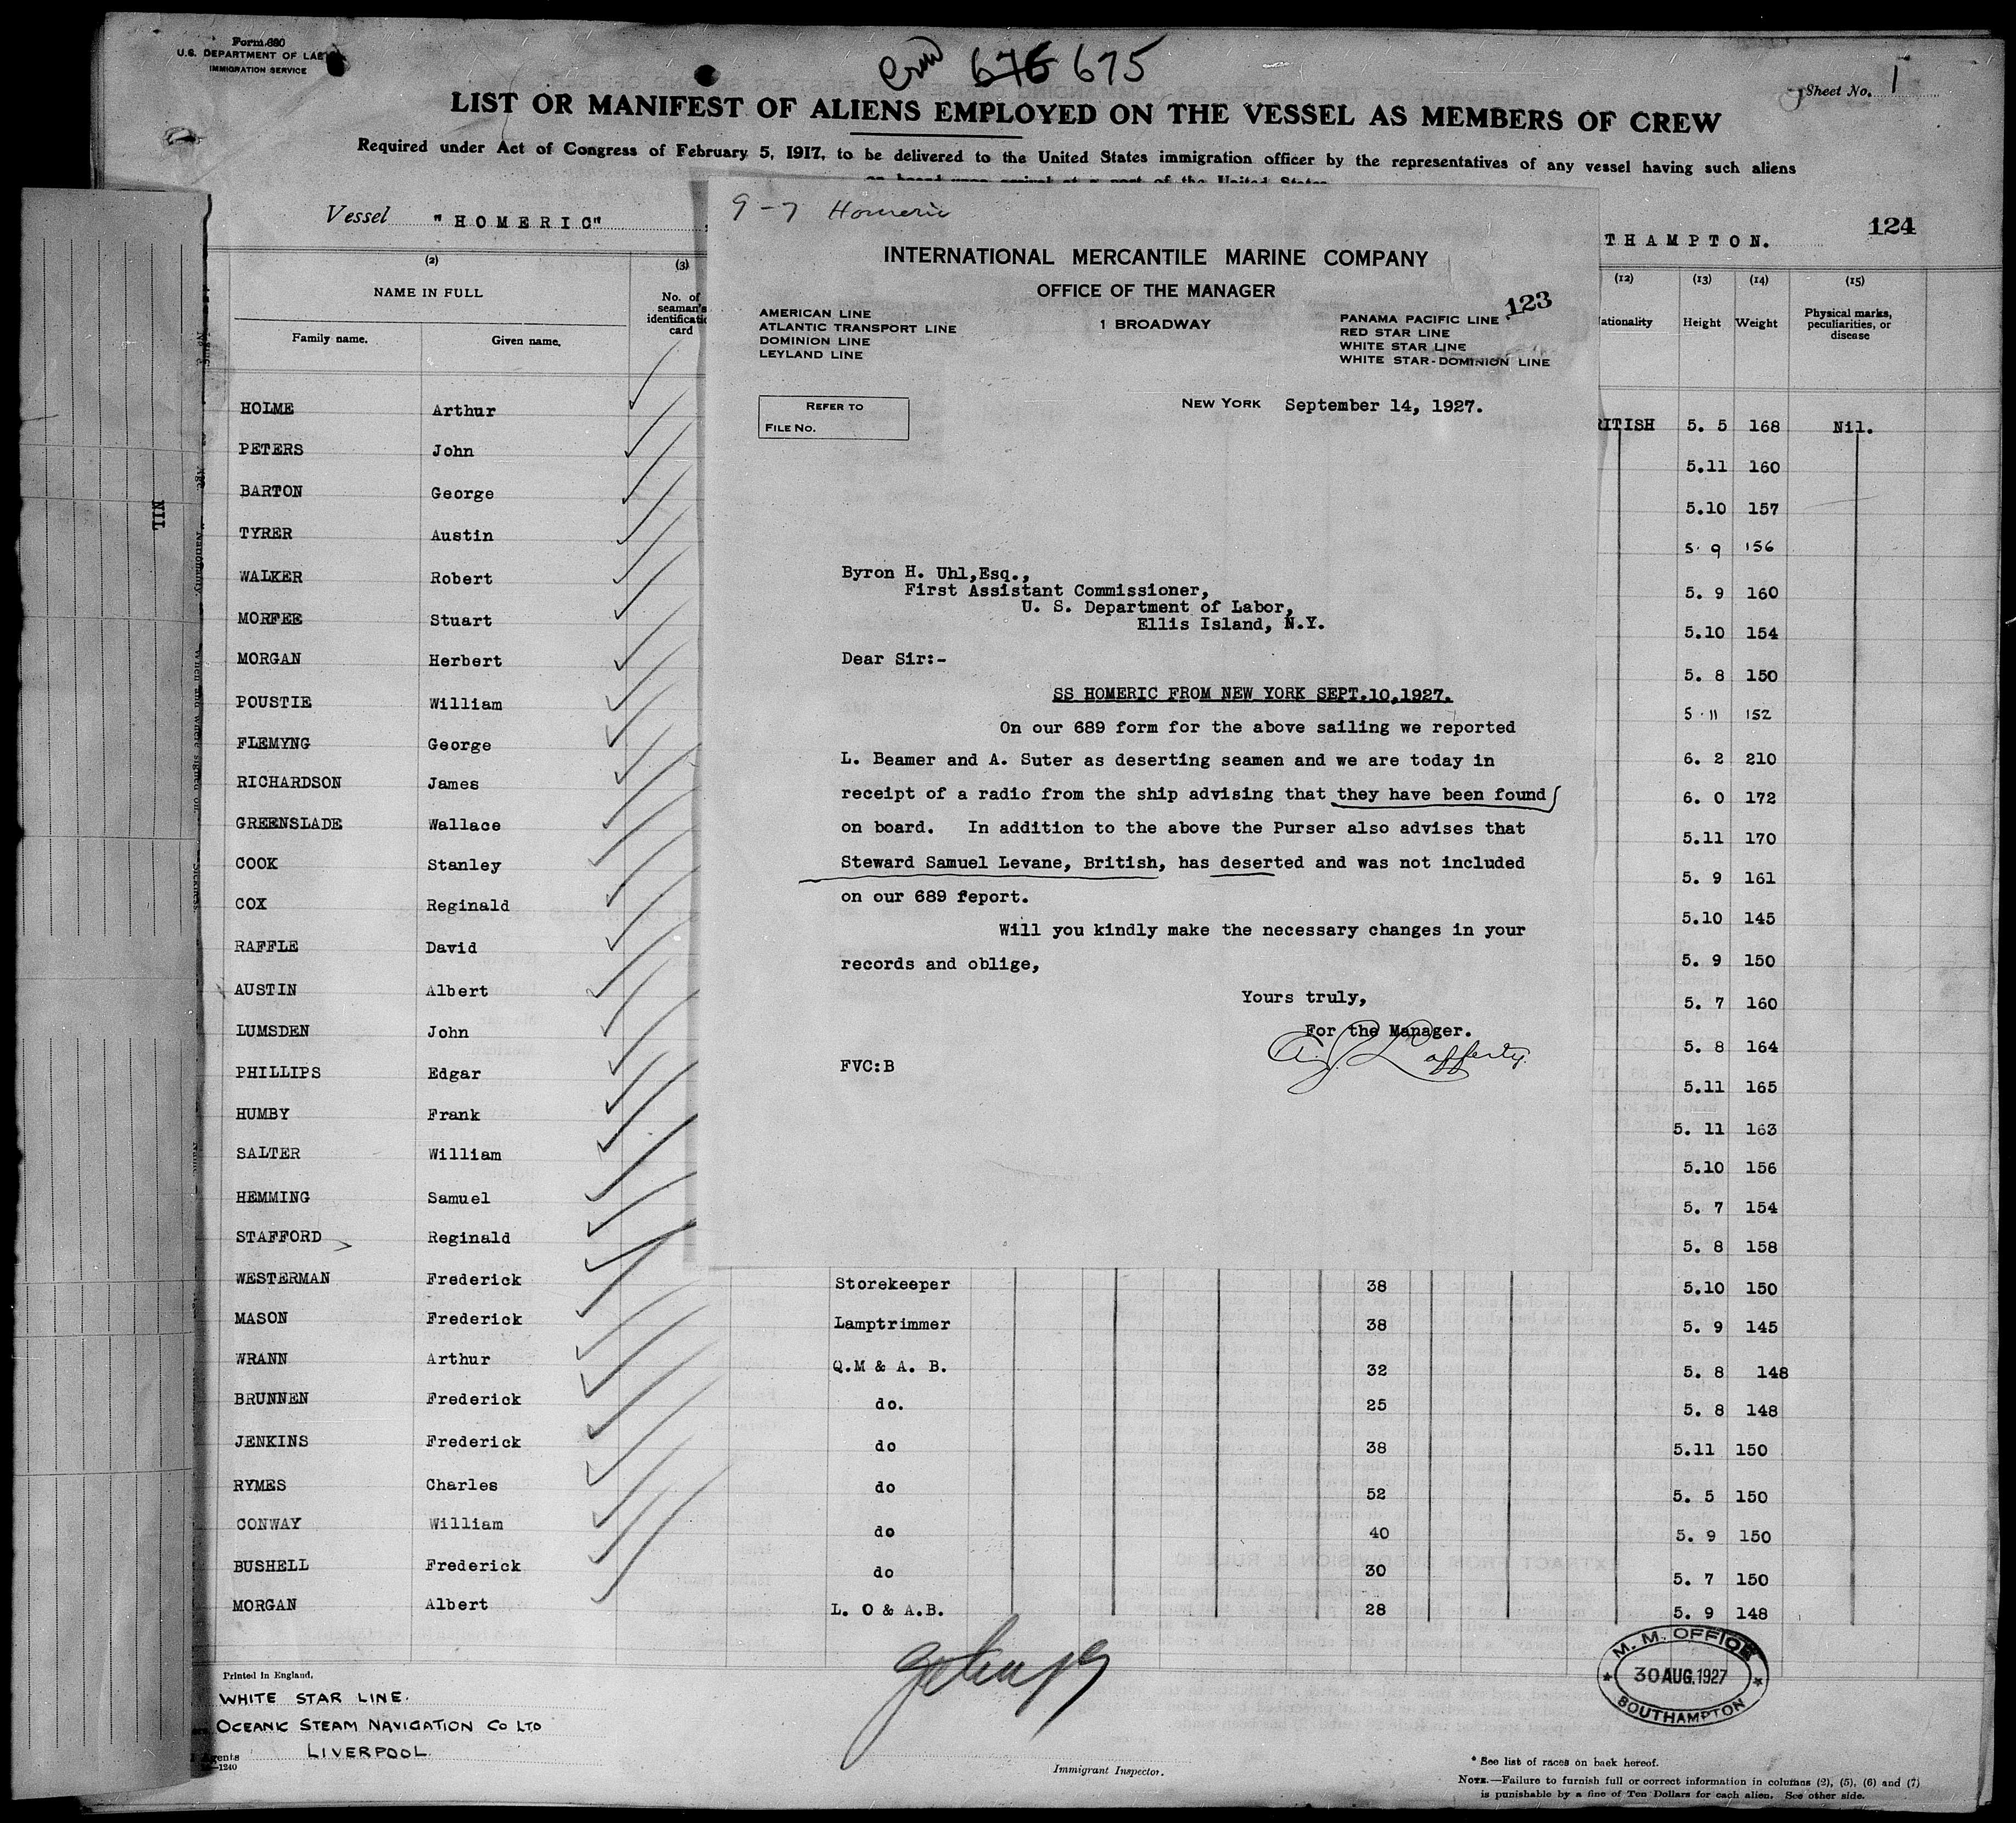 Form 680
U.S. DEPARTMENT OF LAB
IMMIGRATION SERVICE
Crew 676 675
Sheet No. 1
LIST OR MANIFEST OF ALIENS EMPLOYED ON THE VESSEL AS MEMBERS OF CREW
Required under Act of Congress of February 5, 1917, to be delivered to the United States immigration officer by the representatives of any vessel having such aliens
on board upon arrival at a port of the United States
Vessel "HOMERIC"
THAMPTON.
124
(2)
NAME IN FULL
Family name.
Given name.
(3)
No. of
seaman's
identificatio
card
(12)
ationality
(13)
Height
(14)
Weight
(15)
Physical marks,
peculiarities, or
disease
9-7 Homeric
INTERNATIONAL MERCANTILE MARINE COMPANY
OFFICE OF THE MANAGER
123
AMERICAN LINE
ATLANTIC TRANSPORT LINE
DOMINION LINE
LEYLAND LINE
1 BROADWAY
PANAMA PACIFIC LINE
RED STAR LINE
WHITE STAR LINE
WHITE STAR-DOMINION LINE
REFER TO
FILE NO.
NEW YORK September 14, 1927.
Byron H. Uhl,Esq.,
First Assistant Commissioner,
U. S. Department of Labor,
Ellis Island, N.Y.
Dear Sir:-
SS HOMERIC FROM NEW YORK SEPT.10,1927.
On our 689 form for the above sailing we reported
L. Beamer and A. Suter as deserting seamen and we are today in
receipt of a radio from the ship advising that they have been found
on board. In addition to the above the Purser also advises that
Steward Samuel Levane, British, has deserted and was not included
on our 689 feport.
Will you kindly make the necessary changes in your
records and oblige,
Yours truly,
For the Manager.
A. J. Lafferty.
FVC:B
NIL
HOLME Arthur RITISH 5. 5 168 Nil.
PETERS John 5.11 160
BARTON George 5.10 157
TYRER Austin 5. 9 156
WALKER Robert 5. 9 160
MORFEE Stuart 5.10 154
MORGAN Herbert 5. 8 150
POUSTIE William 5.11 152
FLEMYNG George 6. 2 210
RICHARDSON James 6. 0 172
GREENSLADE Wallace 5.11 170
COOK Stanley 5. 9 161
COX Reginald 5.10 145
RAFFLE David 5. 9 150
AUSTIN Albert 5. 7 160
LUMSDEN John 5. 8 164
PHILLIPS Edgar 5.11 165
HUMBY Frank 5. 11 163
SALTER William 5.10 156
HEMMING Samuel 5. 7 154
STAFFORD Reginald 5. 8 158
WESTERMAN Frederick Storekeeper 38 5.10 150
MASON Frederick Lamptrimmer 38 5. 9 145
WRANN Arthur Q.M & A. B. 32 5. 8 148
BRUNNEN Frederick do. 25 5. 8 148
JENKINS Frederick do 38 5.11 150
RYMES Charles do 52 5. 5 150
CONWAY William do 40 5. 9 150
BUSHELL Frederick do 30 5. 7 150
MORGAN Albert L. O & A.B. 28 5. 9 148
M. M. OFFICE
30 AUG. 1927
SOUTHAMPTON
Printed in England.
WHITE STAR LINE.
OCEANIC STEAM NAVIGATION CO LTD
LIVERPOOL.
gents
—1240
Immigrant Inspector.
* See list of races on back hereof.
NOTE.—Failure to furnish full or correct information in columns (2), (5), (6) and (7)
is punishable by a fine of Ten Dollars for each alien. See other side.